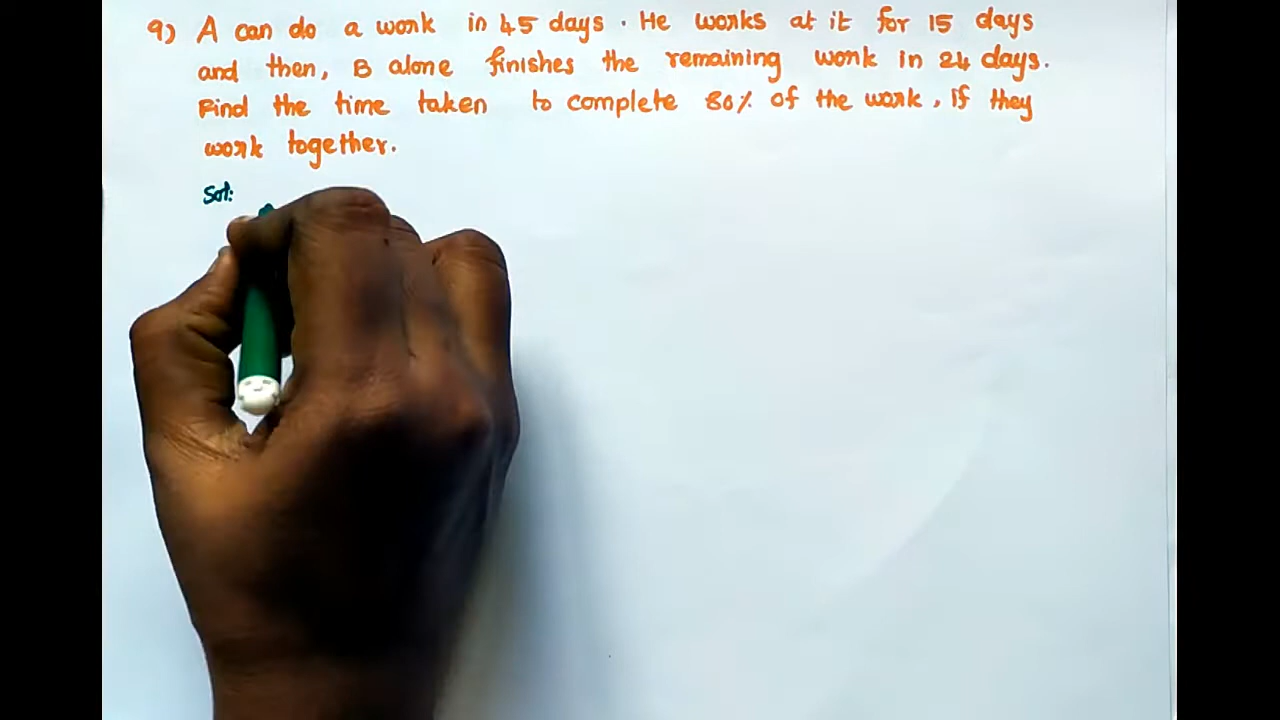 9) A can do a work in 45 days. He works at it for 15 days
and then, B alone finishes the remaining work in 24 days.
Find the time taken to complete 80% of the work, if they
work together.
Sol: